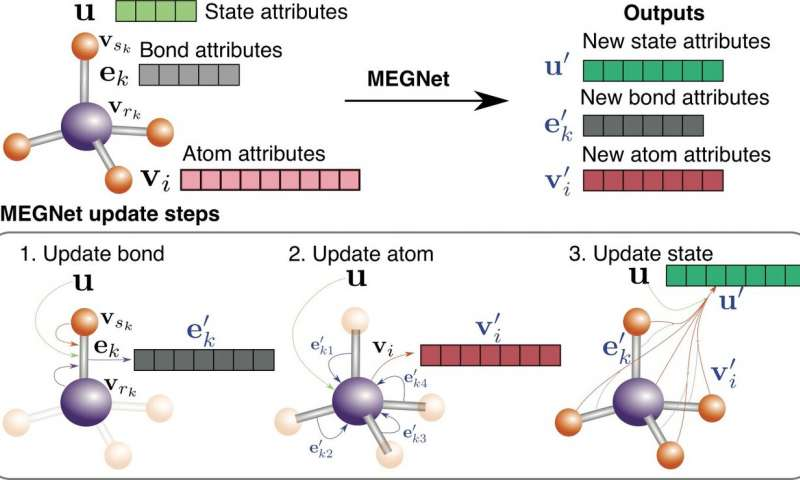 u State attributes
v_{s_k} Bond attributes
e_k
v_{r_k}
Atom attributes
v_i
MEGNet
Outputs
New state attributes
u′
New bond attributes
e′_k
New atom attributes
v′_i
MEGNet update steps
1. Update bond
u
v_{s_k}
e_k
e′_k
v_{r_k}
2. Update atom
u
e′_{k1}
v_i
v′_i
e′_{k4}
e′_{k3}
e′_{k2}
3. Update state
u
u′
e′_k
v′_i